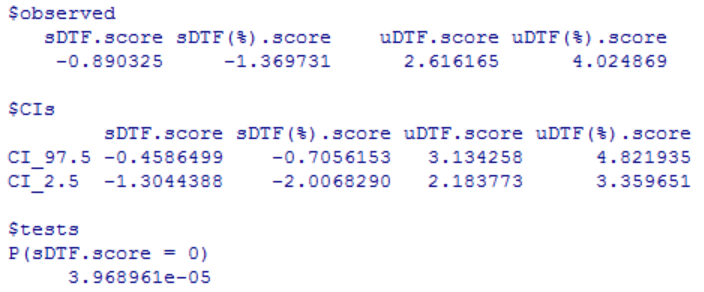 $observed
sDTF.score sDTF(%).score uDTF.score uDTF(%).score
-0.890325 -1.369731 2.616165 4.024869
$CIs
sDTF.score sDTF(%).score uDTF.score uDTF(%).score
CI_97.5 -0.4586499 -0.7056153 3.134258 4.821935
CI_2.5 -1.3044388 -2.0068290 2.183773 3.359651
$tests
P(sDTF.score = 0)
3.968961e-05